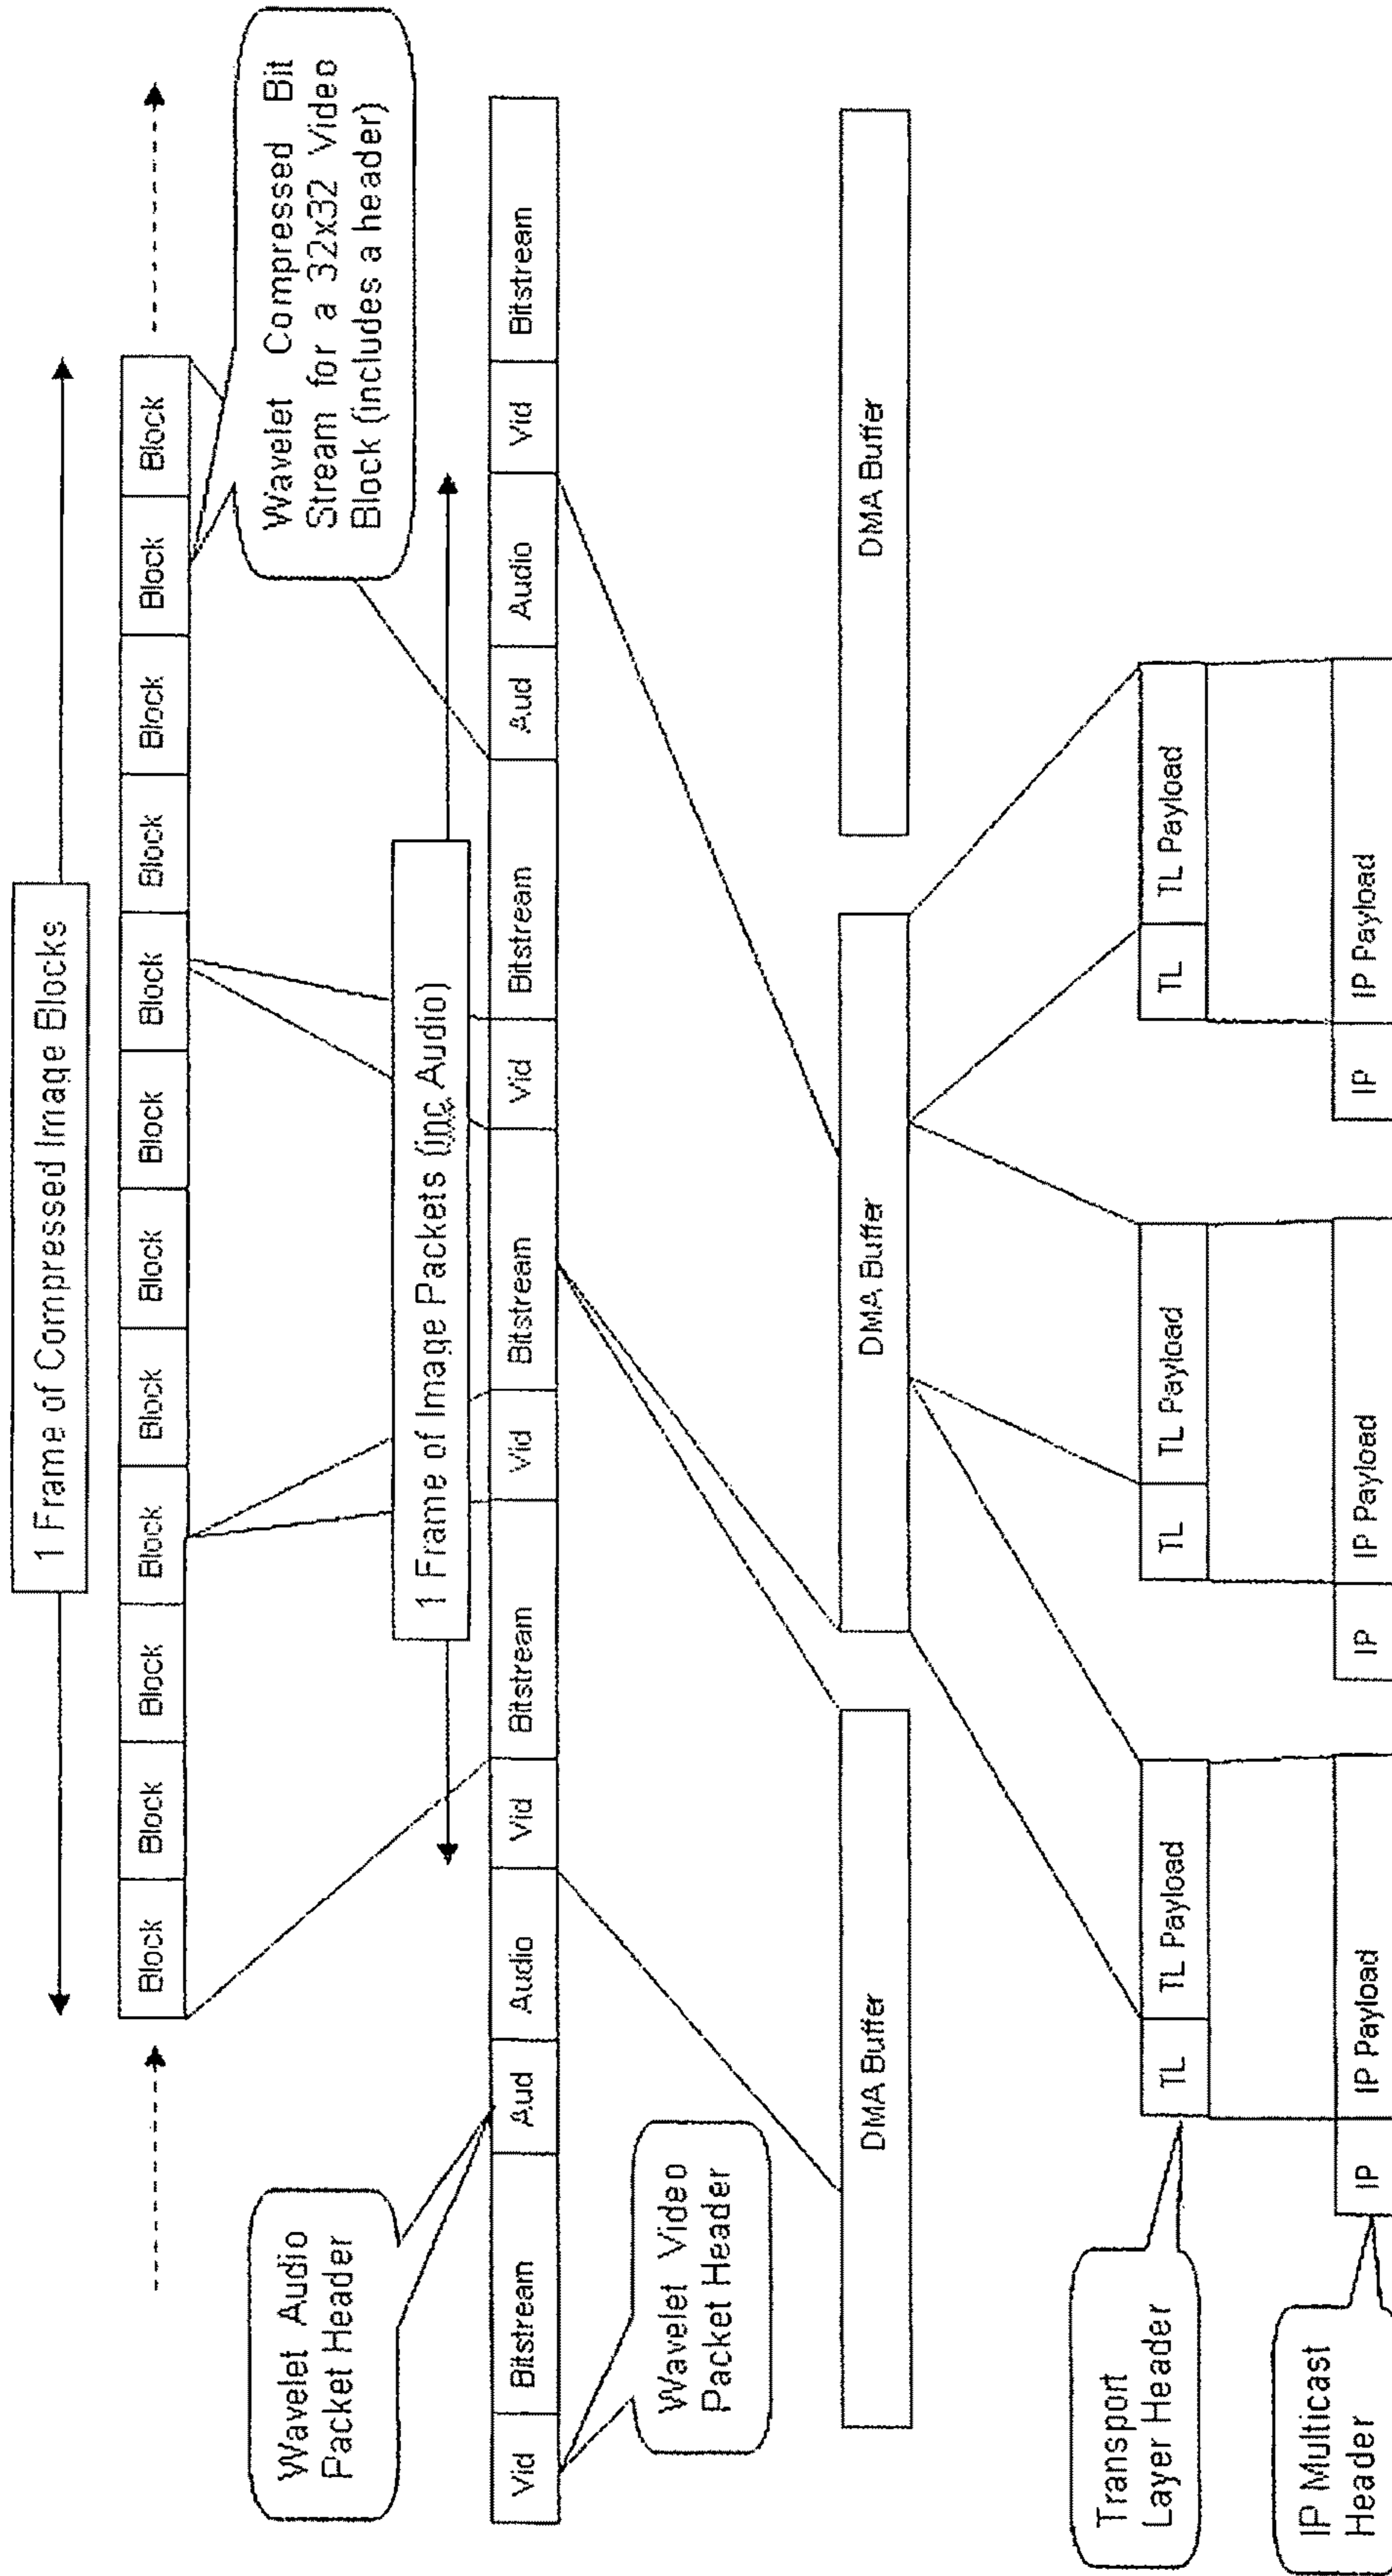 1 Frame of Compressed Image Blocks
Block Block Block Block Block Block Block Block Block Block Block Block
Wavelet Compressed Bit
Stream for a 32x32 Video
Block (includes a header)
Wavelet Audio
Packet Header
1 Frame of Image Packets (inc Audio)
Vid Bitstream Aud Audio Vid Bitstream Vid Bitstream Vid Bitstream Aud Audio Vid Bitstream
Wavelet Video
Packet Header
DMA Buffer DMA Buffer DMA Buffer
Transport
Layer Header
TL TL Payload TL TL Payload TL TL Payload
IP Multicast
Header
IP IP Payload IP IP Payload IP IP Payload